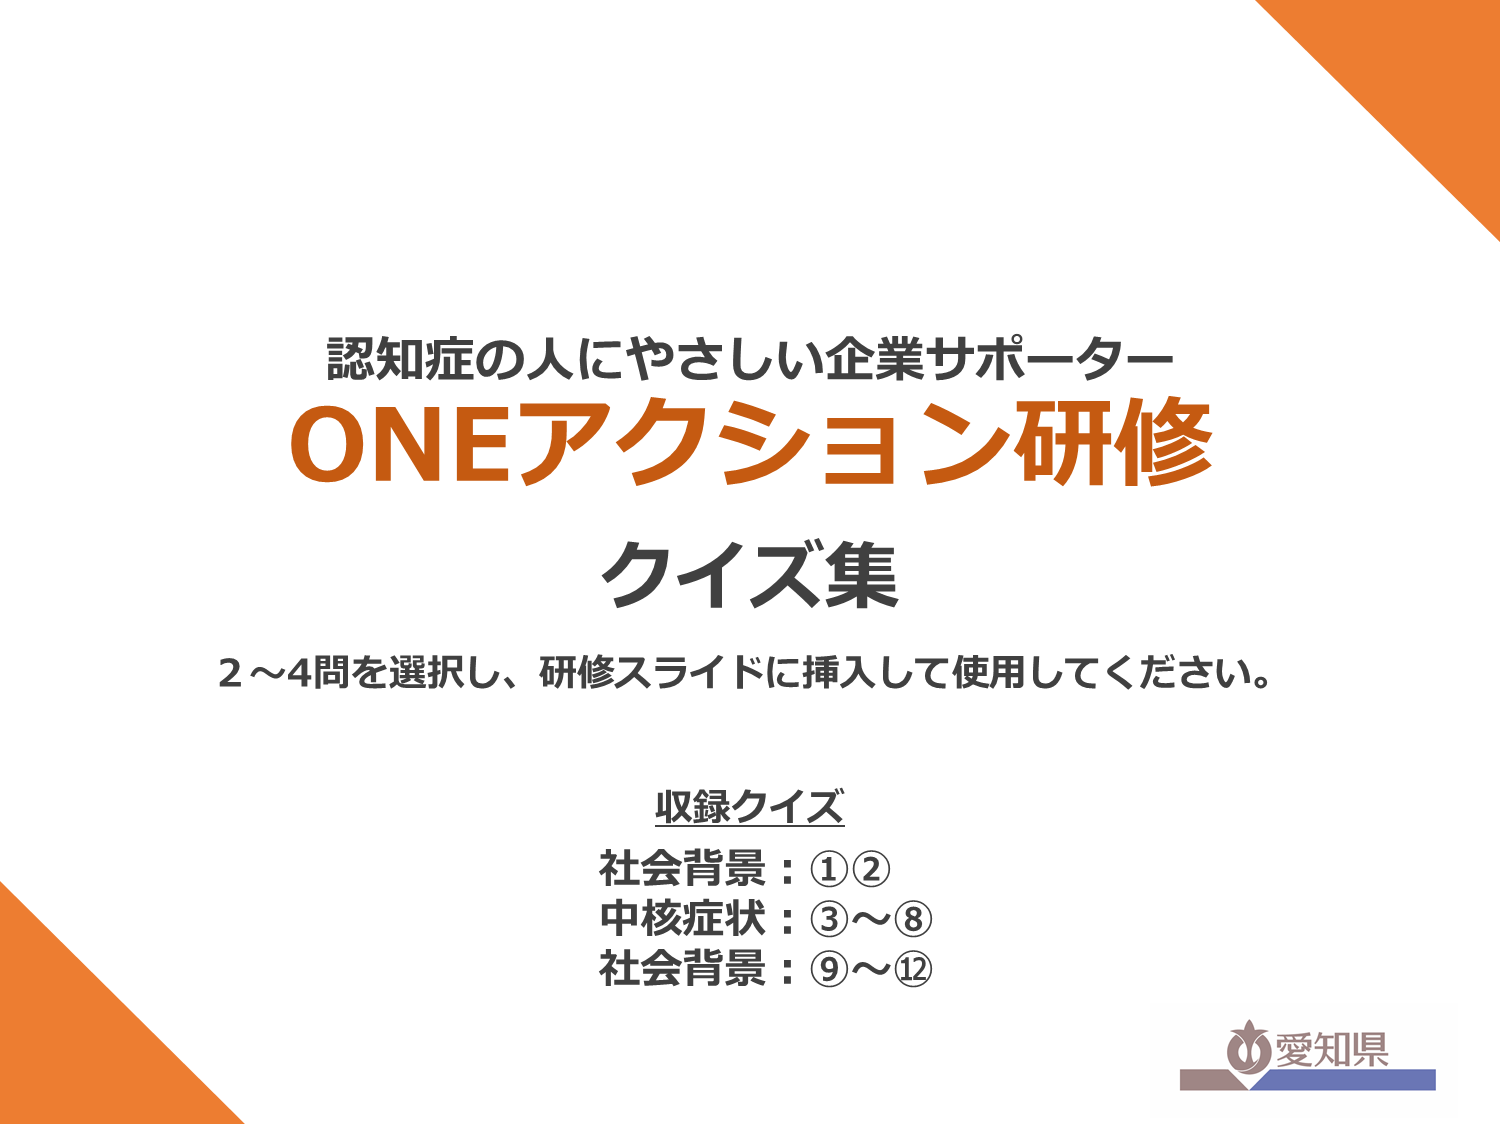 認知症の人にやさしい企業サポーター
ONEアクション研修
クイズ集
２～4問を選択し、研修スライドに挿入して使用してください。
収録クイズ
社会背景：①②
中核症状：③～⑧
社会背景：⑨～⑫
愛知県